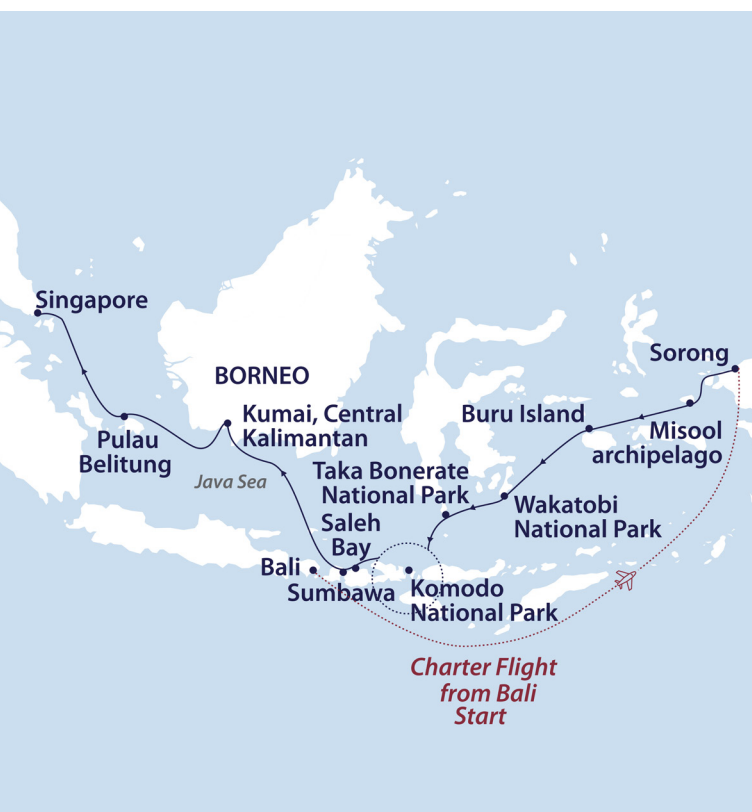 Singapore
Sorong
BORNEO
Kumai, Central
Kalimantan
Buru Island
Misool
archipelago
Pulau
Belitung
Java Sea
Taka Bonerate
National Park
Wakatobi
National Park
Saleh
Bay
Bali
Sumbawa
Komodo
National Park
Charter Flight
from Bali
Start